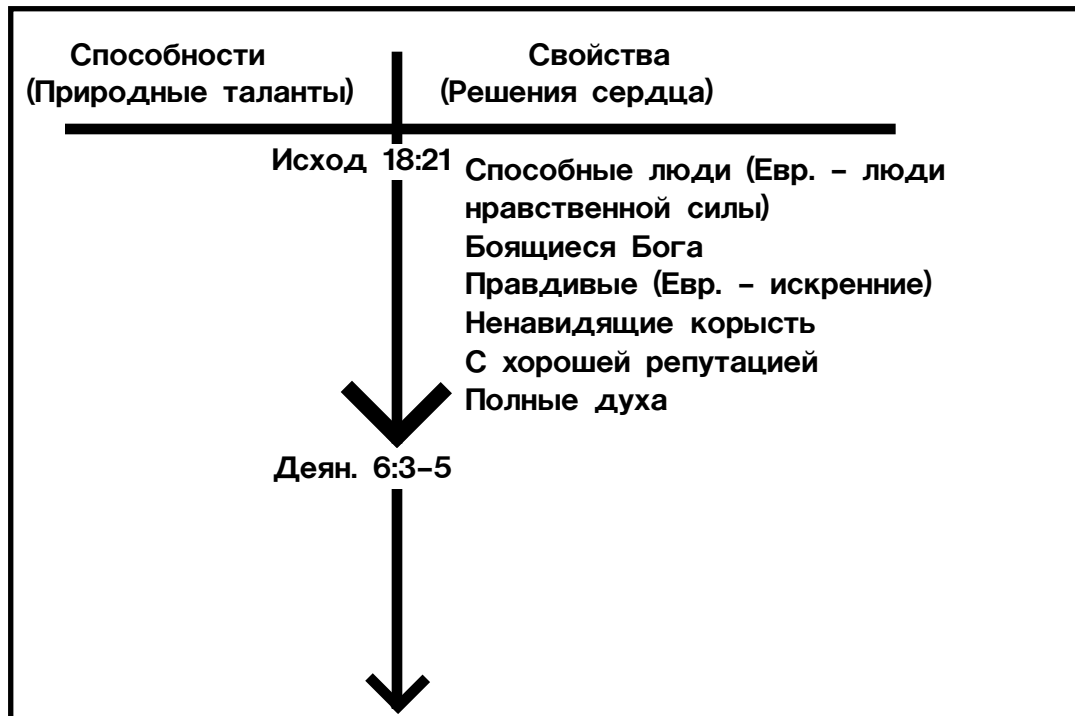 Способности
(Природные таланты)
Свойства
(Решения сердца)
Исход 18:21
Способные люди (Евр. – люди
нравственной силы)
Боящиеся Бога
Правдивые (Евр. – искренние)
Ненавидящие корысть
С хорошей репутацией
Полные духа
Деян. 6:3–5